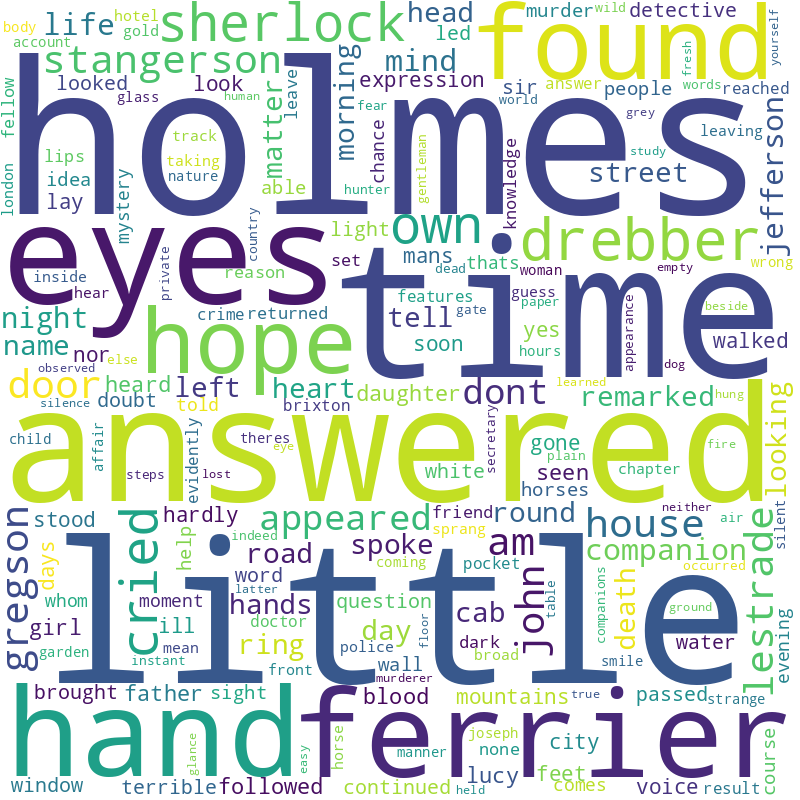 body
account
life
hotel
gold
sherlock
head
led
murder
wild
detective
found
yourself
stangerson
mind
fellow
looked
glass
look
human
matter
leave
morning
expression
fear
chance
sir
answer
world
people
words
fresh
reached
grey
holmes
london
lips
idea
lay
track
taking
nature
mystery
able
hunter
gentleman
knowledge
street
study
leaving
jefferson
eyes
country
light
own
drebber
inside
hear
private
reason
set
mans
features
dead
thats
woman
guess
paper
gate
empty
appearance
wrong
beside
time
night
name
nor
crime
returned
hope
tell
soon
yes
hours
dog
walked
observed
else
door
heard
left
heart
daughter
dont
learned
remarked
hung
silence
doubt
told
brixton
looking
answered
child
affair
evidently
theres
eye
steps
lost
white
secretary
gone
plain
seen
chapter
fire
horses
neither
gregson
stood
cried
hardly
appeared
friend
round
house
air
silent
days
help
indeed
road
spoke
sprang
am
companion
lestrade
occurred
whom
word
latter
coming
pocket
john
table
companions
death
ground
evening
girl
moment
hands
question
cab
doctor
day
floor
garden
mean
ill
ring
police
wall
dark
broad
water
instant
front
murderer
smile
little
brought
father
sight
blood
mountains
true
passed
strange
hand
ferrier
joseph
manner
none
city
glance
easy
horse
lucy
feet
course
window
terrible
followed
continued
held
comes
voice
result